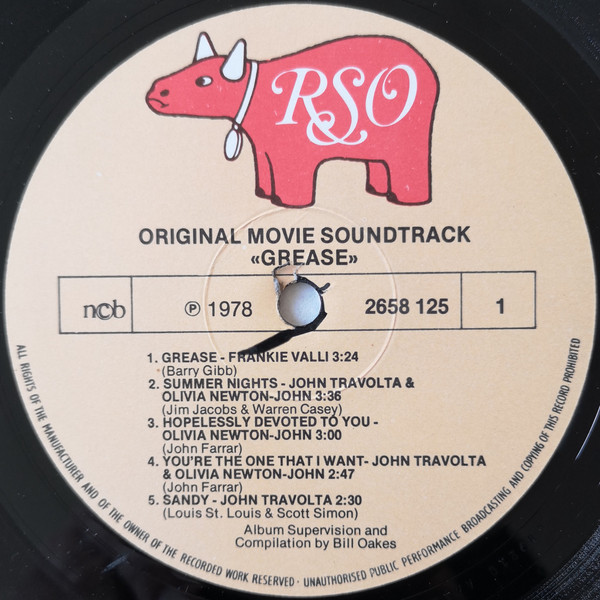 RSO
ORIGINAL MOVIE SOUNDTRACK
«GREASE»
ncb ℗ 1978 2658 125 1
1. GREASE - FRANKIE VALLI 3:24
(Barry Gibb)
2. SUMMER NIGHTS - JOHN TRAVOLTA &
OLIVIA NEWTON-JOHN 3:36
(Jim Jacobs & Warren Casey)
3. HOPELESSLY DEVOTED TO YOU -
OLIVIA NEWTON-JOHN 3:00
(John Farrar)
4. YOU'RE THE ONE THAT I WANT- JOHN TRAVOLTA
& OLIVIA NEWTON-JOHN 2:47
(John Farrar)
5. SANDY - JOHN TRAVOLTA 2:30
(Louis St. Louis & Scott Simon)
Album Supervision and
Compilation by Bill Oakes
ALL RIGHTS OF THE MANUFACTURER AND OF THE OWNER OF THE RECORDED WORK RESERVED · UNAUTHORISED PUBLIC PERFORMANCE BROADCASTING AND COPYING OF THIS RECORD PROHIBITED